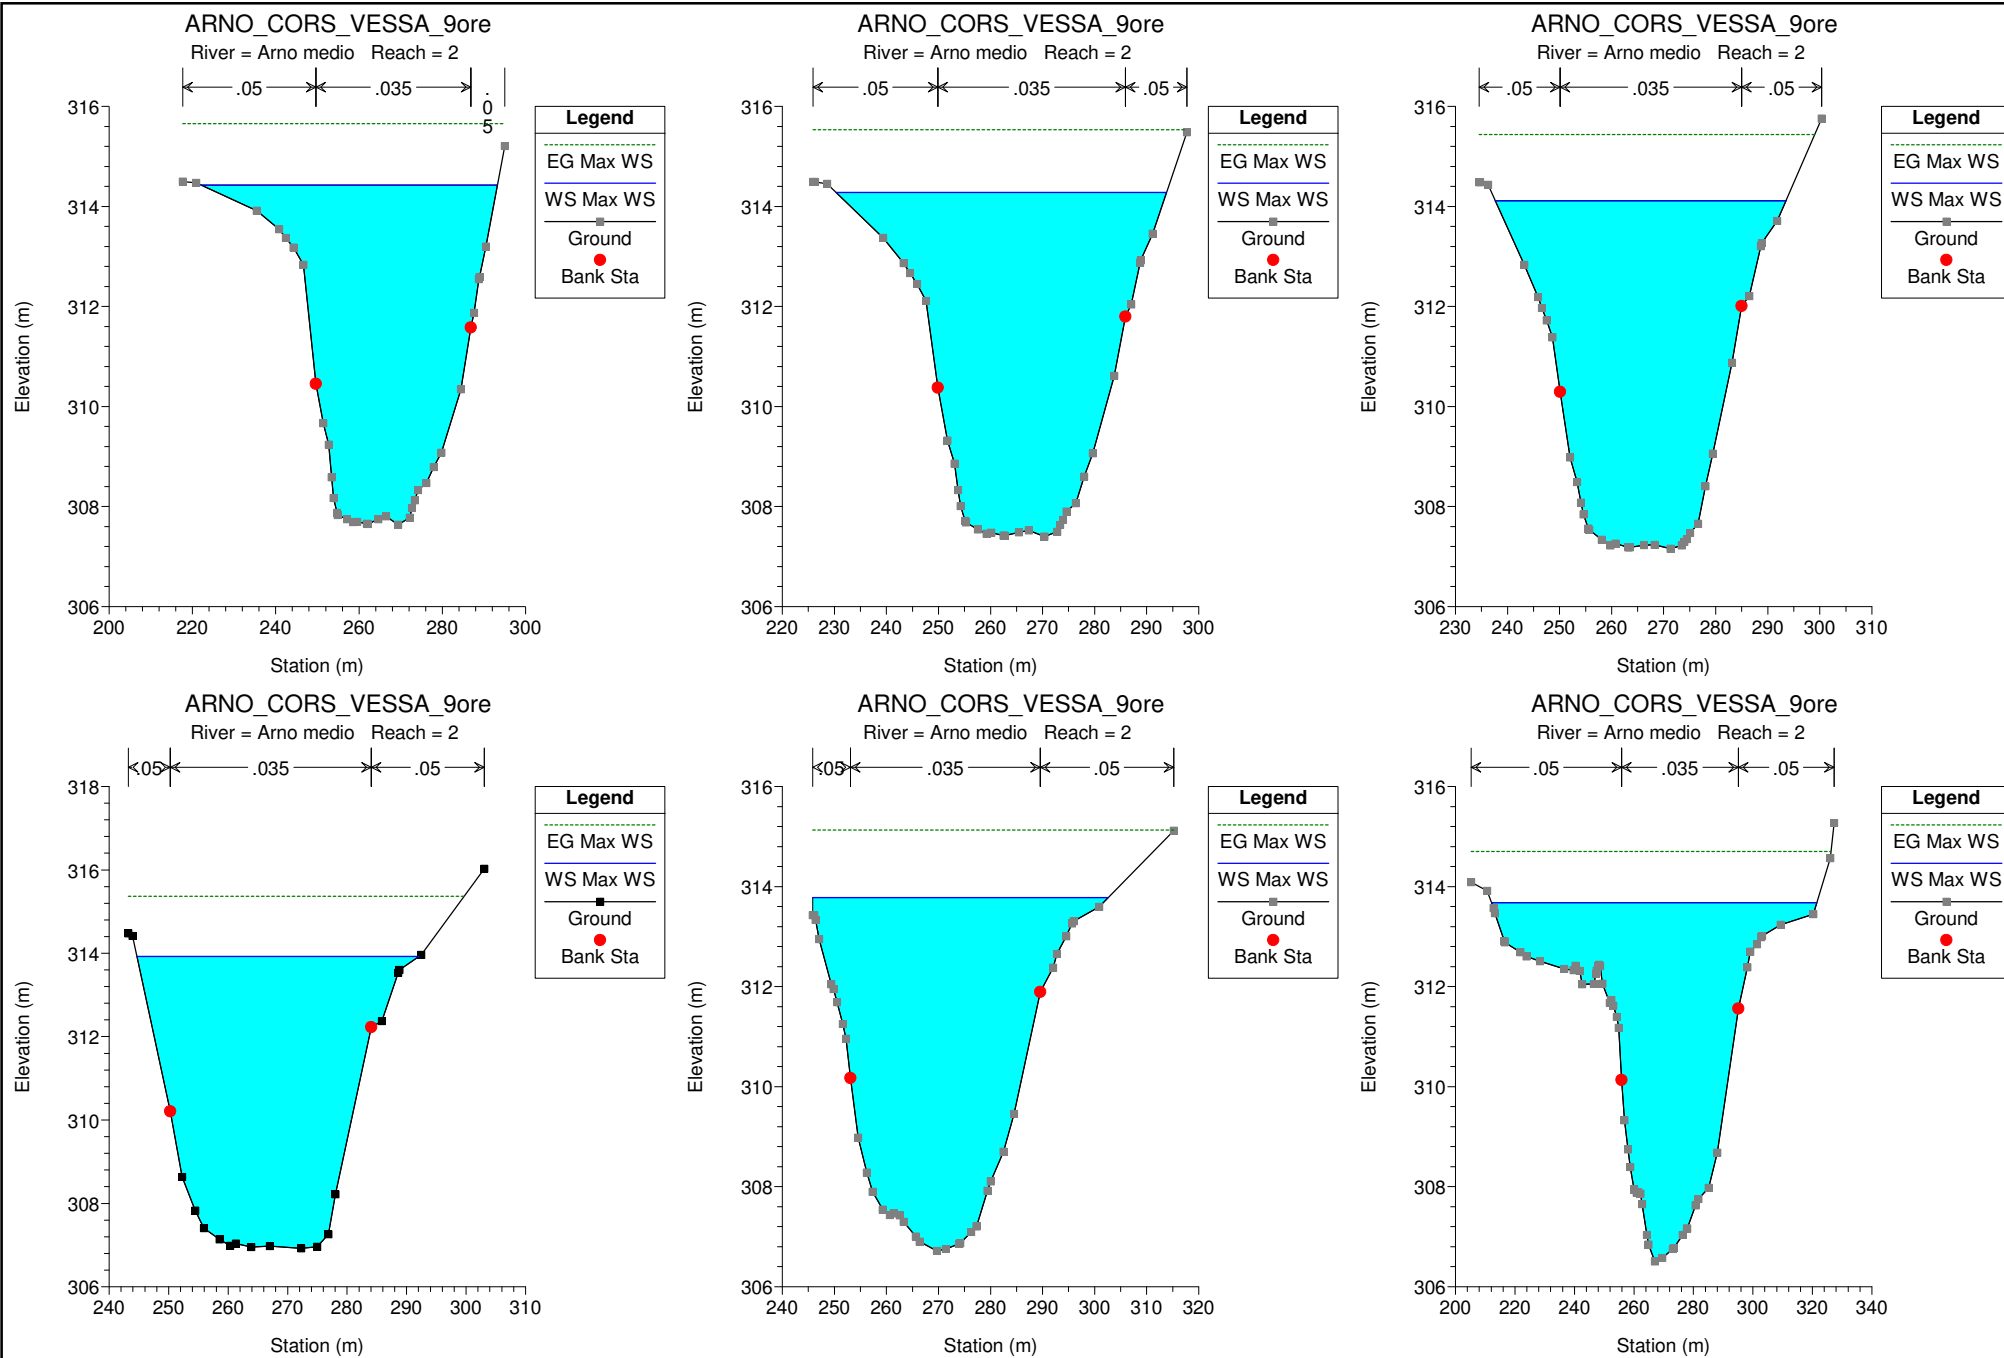 ARNO_CORS_VESSA_9ore
River = Arno medio   Reach = 2
.05
.035
.05
316
314
312
310
308
306
200
220
240
260
280
300
Elevation (m)
Station (m)
Legend
EG Max WS
WS Max WS
Ground
Bank Sta
ARNO_CORS_VESSA_9ore
River = Arno medio   Reach = 2
.05
.035
.05
316
314
312
310
308
306
220
230
240
250
260
270
280
290
300
Elevation (m)
Station (m)
Legend
EG Max WS
WS Max WS
Ground
Bank Sta
ARNO_CORS_VESSA_9ore
River = Arno medio   Reach = 2
.05
.035
.05
316
314
312
310
308
306
230
240
250
260
270
280
290
300
310
Elevation (m)
Station (m)
Legend
EG Max WS
WS Max WS
Ground
Bank Sta
ARNO_CORS_VESSA_9ore
River = Arno medio   Reach = 2
.05
.035
.05
318
316
314
312
310
308
306
240
250
260
270
280
290
300
310
Elevation (m)
Station (m)
Legend
EG Max WS
WS Max WS
Ground
Bank Sta
ARNO_CORS_VESSA_9ore
River = Arno medio   Reach = 2
.05
.035
.05
316
314
312
310
308
306
240
250
260
270
280
290
300
310
320
Elevation (m)
Station (m)
Legend
EG Max WS
WS Max WS
Ground
Bank Sta
ARNO_CORS_VESSA_9ore
River = Arno medio   Reach = 2
.05
.035
.05
316
314
312
310
308
306
200
220
240
260
280
300
320
340
Elevation (m)
Station (m)
Legend
EG Max WS
WS Max WS
Ground
Bank Sta